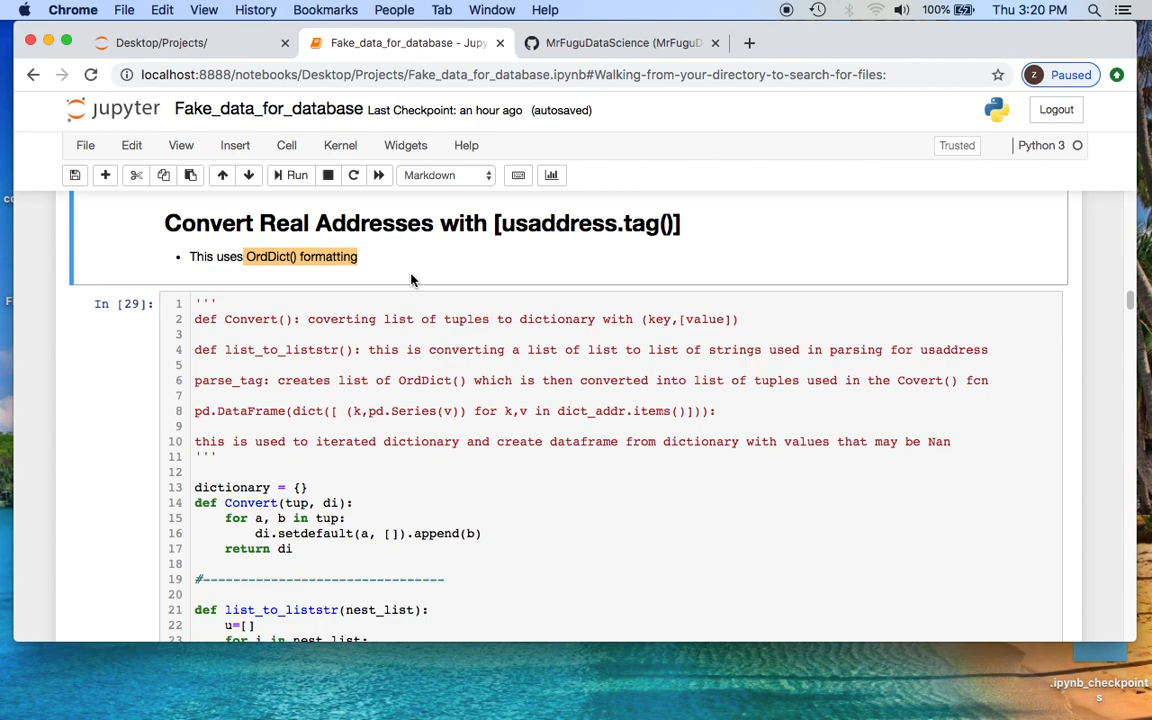 Chrome File Edit View History Bookmarks People Tab Window Help 100% Thu 3:20 PM
Desktop/Projects/ Fake_data_for_database - Jupy MrFuguDataScience (MrFuguD
localhost:8888/notebooks/Desktop/Projects/Fake_data_for_database.ipynb#Walking-from-your-directory-to-search-for-files: Z Paused
jupyter Fake_data_for_database Last Checkpoint: an hour ago (autosaved) Logout
File Edit View Insert Cell Kernel Widgets Help Trusted Python 3
Run Markdown
Convert Real Addresses with [usaddress.tag()]
• This uses OrdDict() formatting
In [29]: 1 '''
2 def Convert(): coverting list of tuples to dictionary with (key,[value])
3
4 def list_to_liststr(): this is converting a list of list to list of strings used in parsing for usaddress
5
6 parse_tag: creates list of OrdDict() which is then converted into list of tuples used in the Covert() fcn
7
8 pd.DataFrame(dict([ (k,pd.Series(v)) for k,v in dict_addr.items()])):
9
10 this is used to iterated dictionary and create dataframe from dictionary with values that may be Nan
11 '''
12
13 dictionary = {}
14 def Convert(tup, di):
15     for a, b in tup:
16         di.setdefault(a, []).append(b)
17     return di
18
19 #--------------------------------
20
21 def list_to_liststr(nest_list):
22     u=[]
23     for i in nest_list:
.ipynb_checkpoint
s